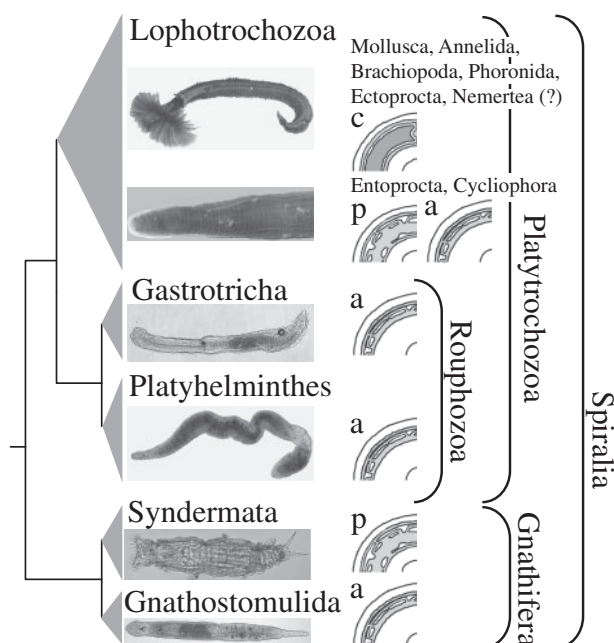 Lophotrochozoa
Mollusca, Annelida,
Brachiopoda, Phoronida,
Ectoprocta, Nemertea (?)
c
Entoprocta, Cycliophora
p
a
Gastrotricha
a
Platyhelminthes
a
Syndermata
p
Gnathostomulida
a
Rouphozoa
Platytrochozoa
Gnathifera
Spiralia